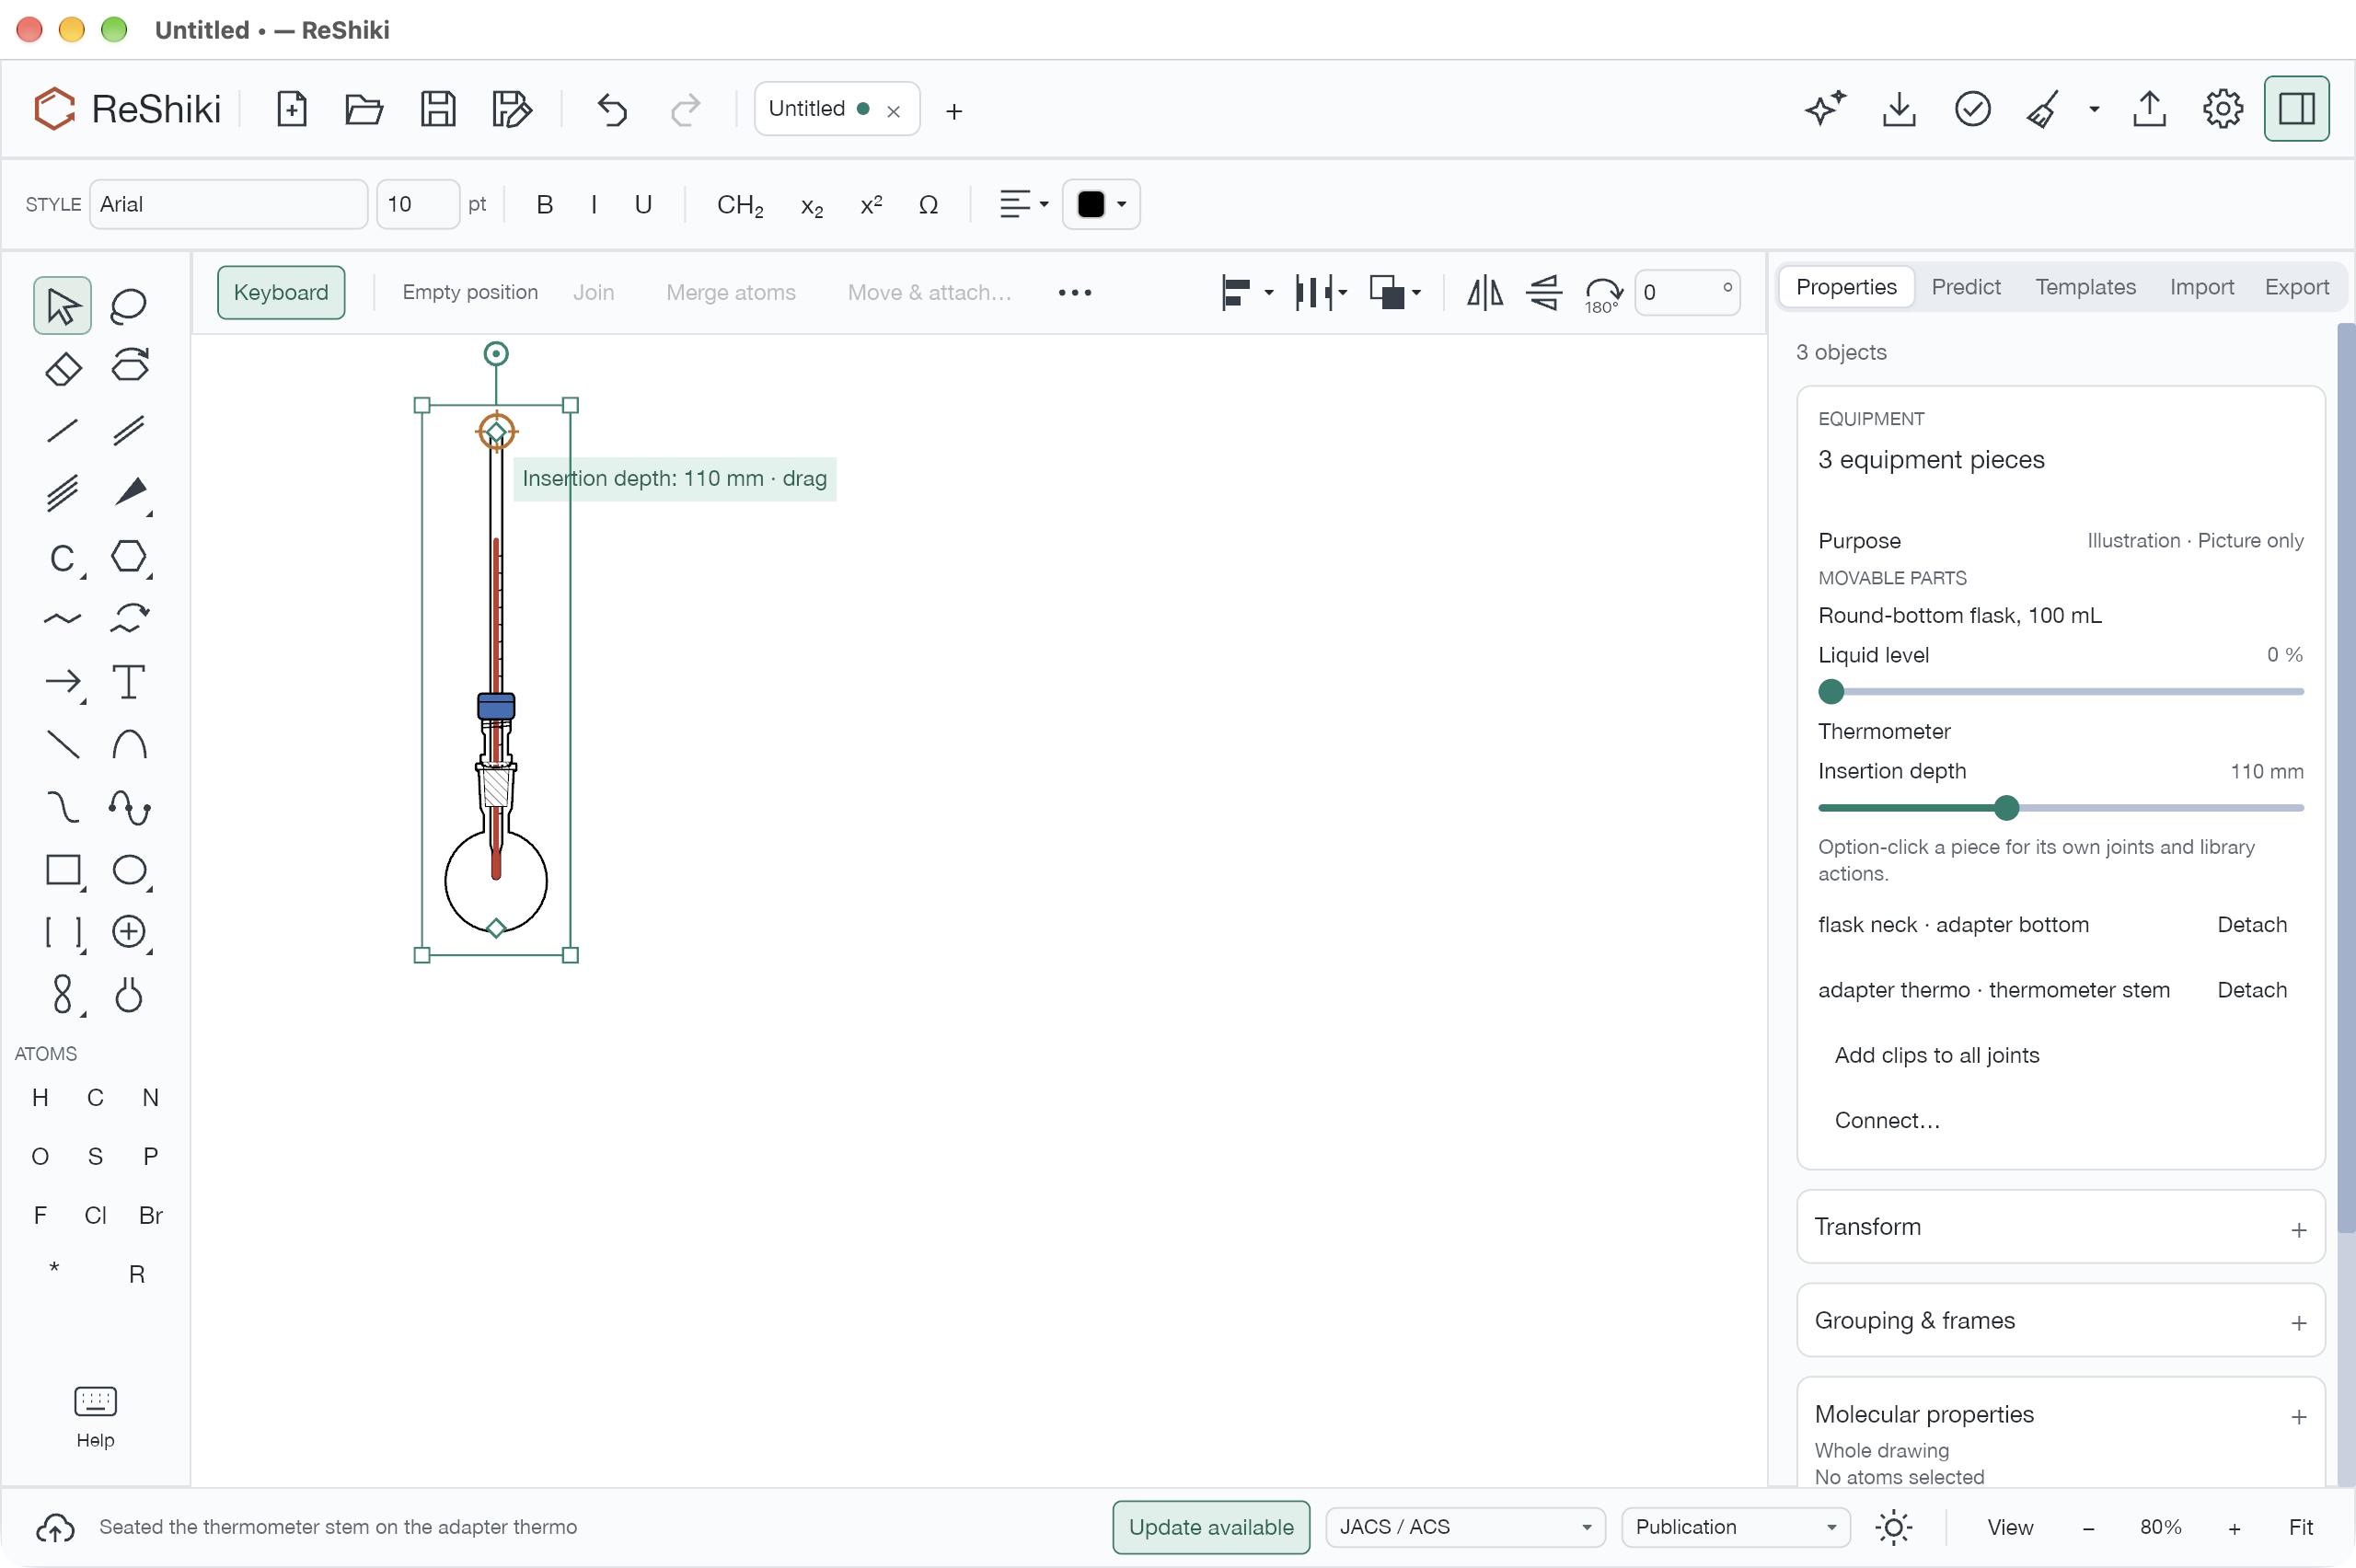 Untitled • — ReShiki
ReShiki
Untitled
STYLE Arial 10 pt B I U CH₂ x₂ x² Ω
Keyboard Empty position Join Merge atoms Move & attach... 180° 0 °
Properties Predict Templates Import Export
3 objects
EQUIPMENT
3 equipment pieces
Insertion depth: 110 mm · drag
Purpose Illustration · Picture only
MOVABLE PARTS
Round-bottom flask, 100 mL
Liquid level 0 %
Thermometer
Insertion depth 110 mm
Option-click a piece for its own joints and library
actions.
flask neck · adapter bottom Detach
adapter thermo · thermometer stem Detach
Add clips to all joints
Connect...
Transform +
Grouping & frames +
Molecular properties +
Whole drawing
No atoms selected
C
T
ATOMS
H C N
O S P
F Cl Br
* R
Help
Seated the thermometer stem on the adapter thermo
Update available JACS / ACS Publication View – 80% + Fit